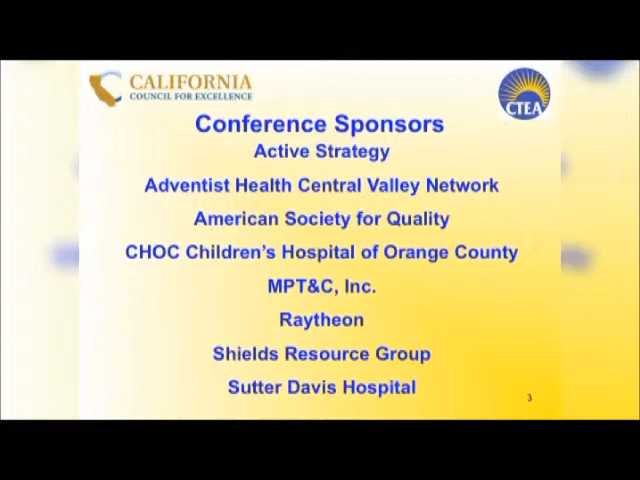 CALIFORNIA
COUNCIL FOR EXCELLENCE
CTEA
Conference Sponsors
Active Strategy
Adventist Health Central Valley Network
American Society for Quality
CHOC Children's Hospital of Orange County
MPT&C, Inc.
Raytheon
Shields Resource Group
Sutter Davis Hospital
3